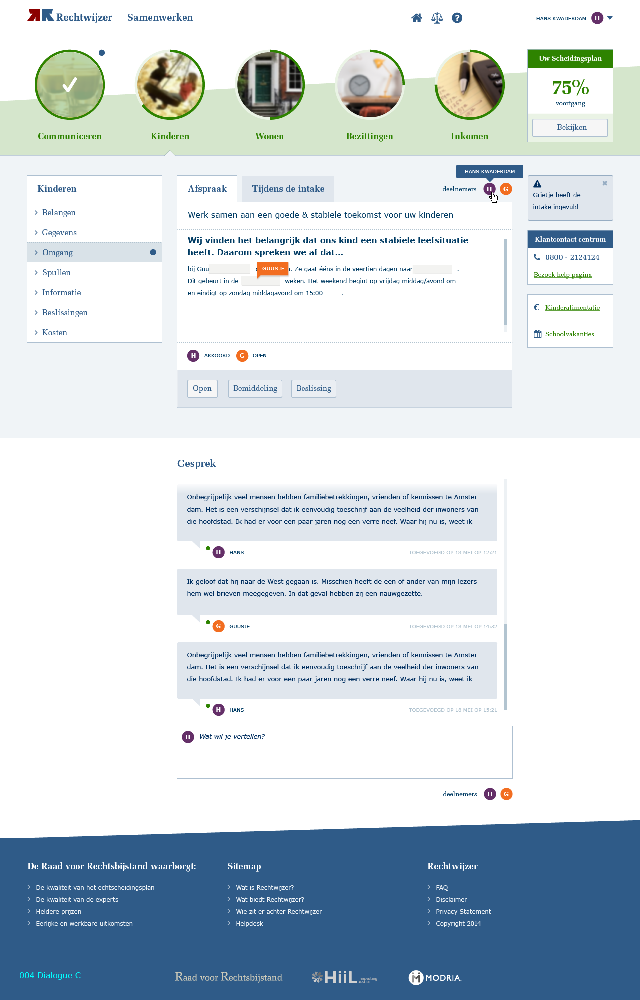 Rechtwijzer Samenwerken
HANS KWADERDAM H
Communiceren
Kinderen
Wonen
Bezittingen
Inkomen
Uw Scheidingsplan
75%
voortgang
Bekijken
Kinderen
Belangen
Gegevens
Omgang
Spullen
Informatie
Beslissingen
Kosten
Afspraak
Tijdens de intake
HANS KWADERDAM
deelnemers H G
Werk samen aan een goede & stabiele toekomst voor uw kinderen
Wij vinden het belangrijk dat ons kind een stabiele leefsituatie
heeft. Daarom spreken we af dat...
bij Guu GUUSJE . Ze gaat ééns in de veertien dagen naar .
Dit gebeurt in de weken. Het weekend begint op vrijdag middag/avond om
en eindigt op zondag middagavond om 15:00 .
H AKKOORD G OPEN
Open Bemiddeling Beslissing
Grietje heeft de
intake ingevuld
Klantcontact centrum
0800 - 2124124
Bezoek help pagina
€ Kinderalimentatie
Schoolvakanties
Gesprek
Onbegrijpelijk veel mensen hebben familiebetrekkingen, vrienden of kennissen te Amster-
dam. Het is een verschijnsel dat ik eenvoudig toeschrijf aan de veelheid der inwoners van
die hoofdstad. Ik had er voor een paar jaren nog een verre neef. Waar hij nu is, weet ik
H HANS TOEGEVOEGD OP 18 MEI OP 12:21
Ik geloof dat hij naar de West gegaan is. Misschien heeft de een of ander van mijn lezers
hem wel brieven meegegeven. In dat geval hebben zij een nauwgezette.
G GUUSJE TOEGEVOEGD OP 18 MEI OP 14:32
Onbegrijpelijk veel mensen hebben familiebetrekkingen, vrienden of kennissen te Amster-
dam. Het is een verschijnsel dat ik eenvoudig toeschrijf aan de veelheid der inwoners van
die hoofdstad. Ik had er voor een paar jaren nog een verre neef. Waar hij nu is, weet ik
H HANS TOEGEVOEGD OP 18 MEI OP 15:21
H Wat wil je vertellen?
deelnemers H G
De Raad voor Rechtsbijstand waarborgt:
De kwaliteit van het echtscheidingsplan
De kwaliteit van de experts
Heldere prijzen
Eerlijke en werkbare uitkomsten
Sitemap
Wat is Rechtwijzer?
Wat biedt Rechtwijzer?
Wie zit er achter Rechtwijzer
Helpdesk
Rechtwijzer
FAQ
Disclaimer
Privacy Statement
Copyright 2014
004 Dialogue C
Raad voor Rechtsbijstand
HiiL innovating justice
MODRIA